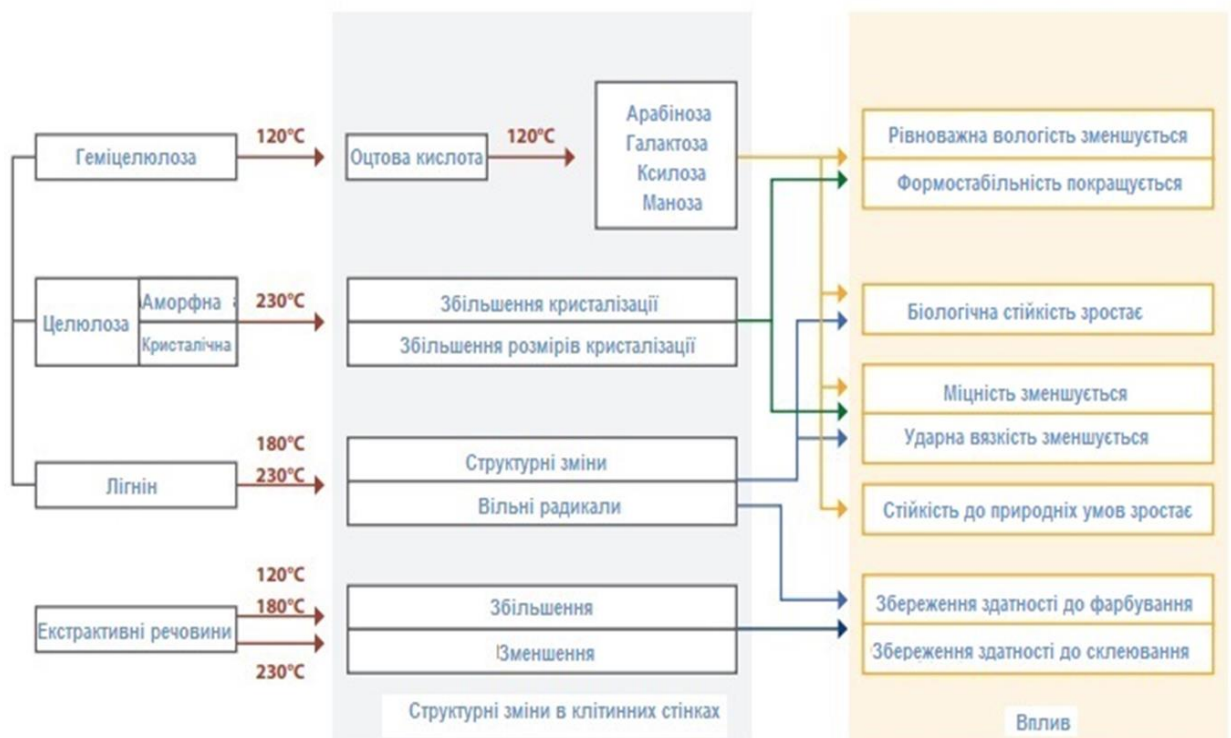 120°C
Геміцелюлоза
Оцтова кислота
120°C
Арабіноза
Галактоза
Ксилоза
Маноза
Рівноважна вологість зменшується
Формостабільність покращується
Целюлоза
Аморфна
Кристалічна
230°C
Збільшення кристалізації
Збільшення розмірів кристалізації
Біологічна стійкість зростає
Міцність зменшується
Ударна вязкість зменшується
180°C
230°C
Лігнін
Структурні зміни
Вільні радикали
Стійкість до природніх умов зростає
120°C
180°C
Екстрактивні речовини
230°C
Збільшення
Зменшення
Збереження здатності до фарбування
Збереження здатності до склеювання
Структурні зміни в клітинних стінках
Вплив